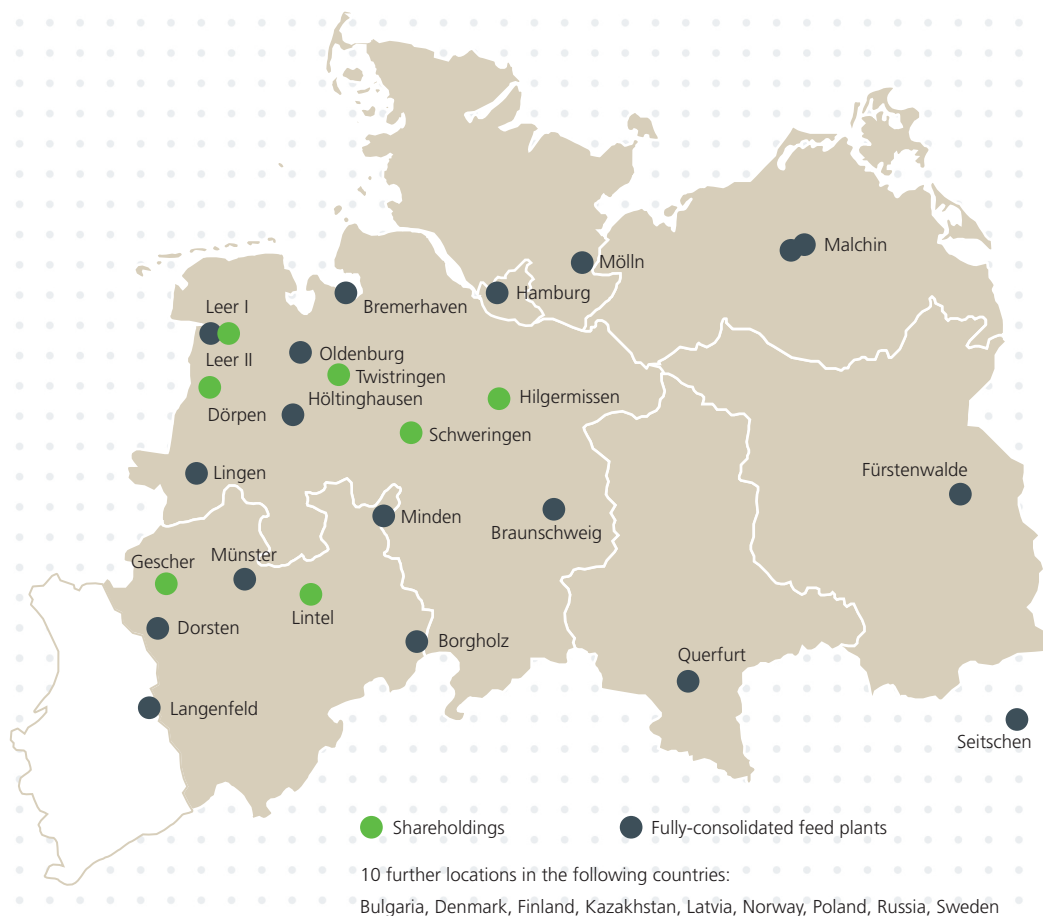 Malchin
Mölln
Hamburg
Bremerhaven
Leer I
Leer II
Oldenburg
Twistringen
Höltinghausen
Dörpen
Hilgermissen
Schweringen
Lingen
Fürstenwalde
Minden
Braunschweig
Gescher
Münster
Lintel
Dorsten
Borgholz
Querfurt
Langenfeld
Seitschen
Shareholdings
Fully-consolidated feed plants
10 further locations in the following countries:
Bulgaria, Denmark, Finland, Kazakhstan, Latvia, Norway, Poland, Russia, Sweden